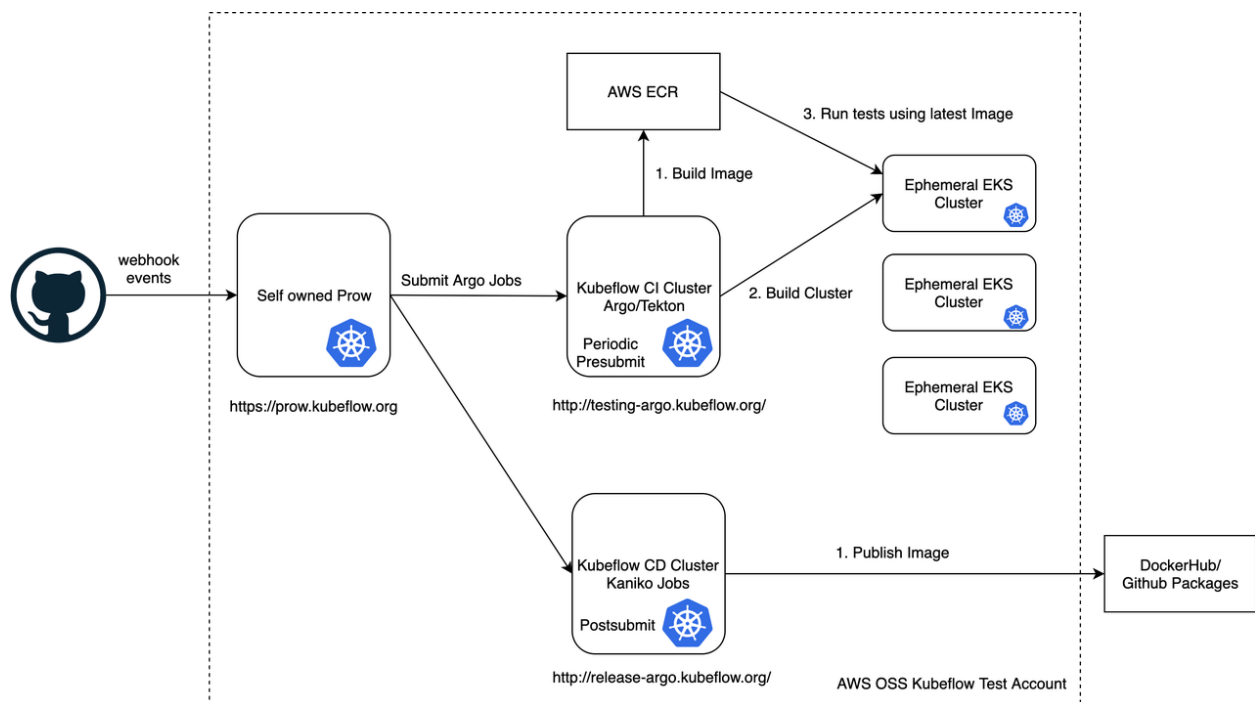 AWS ECR
3. Run tests using latest Image
1. Build Image
Ephemeral EKS
Cluster
webhook
events
Self owned Prow
Submit Argo Jobs
Kubeflow CI Cluster
Argo/Tekton
Periodic
Presubmit
2. Build Cluster
Ephemeral EKS
Cluster
Ephemeral EKS
Cluster
https://prow.kubeflow.org
http://testing-argo.kubeflow.org/
Kubeflow CD Cluster
Kaniko Jobs
Postsubmit
1. Publish Image
DockerHub/
Github Packages
http://release-argo.kubeflow.org/
AWS OSS Kubeflow Test Account